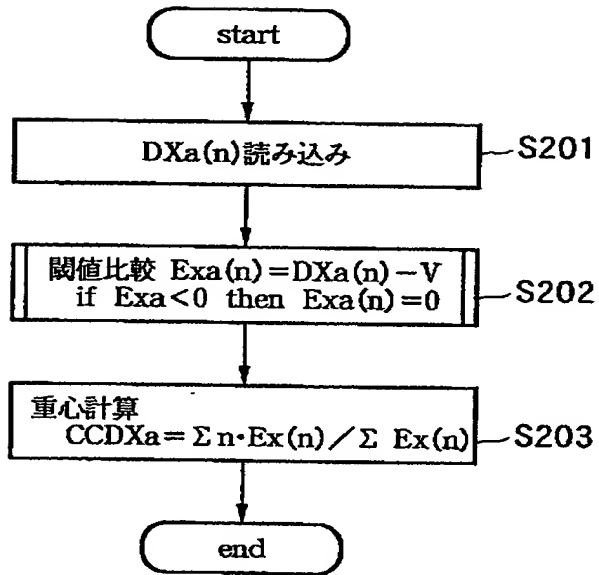 start
DXa(n)読み込み
S201
閾値比較 Exa(n)=DXa(n)−V
if Exa<0 then Exa(n)=0
S202
重心計算
CCDXa=Σn・Ex(n)／Σ Ex(n)
S203
end